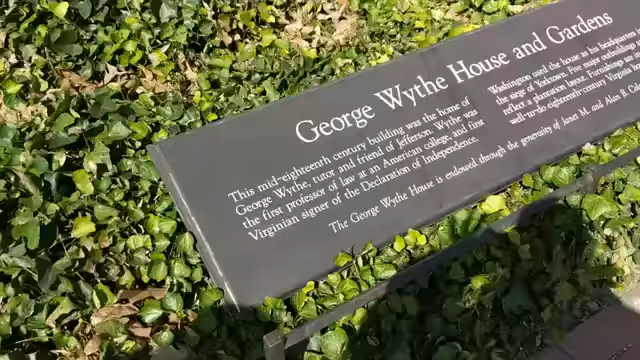 George Wythe House and Gardens
This mid-eighteenth century building was the home of
George Wythe, tutor and friend of Jefferson. Wythe was
the first professor of law at an American college, and first
Virginian signer of the Declaration of Independence.
Washington used the house as his headquarters
the siege of Yorktown. Five major outbuildings
reflect a plantation layout. Furnishings are
well-to-do eighteenth-century Virginia
The George Wythe House is endowed through the generosity of Janet M. and Alan B.